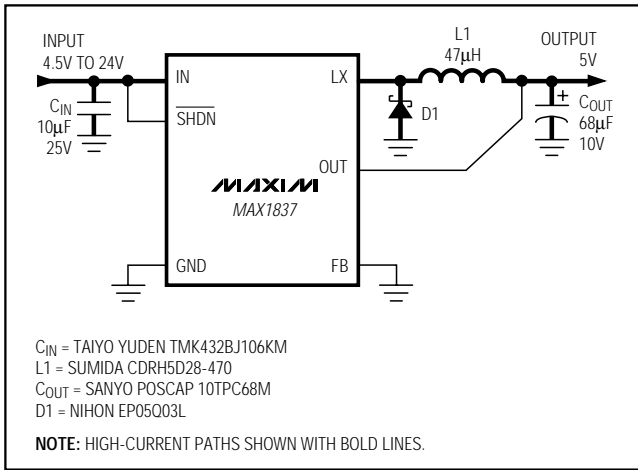 INPUT
4.5V TO 24V
CIN
10μF
25V
IN
SHDN
LX
OUT
MAXIM
MAX1837
GND
FB
L1
47μH
D1
OUTPUT
5V
+
COUT
68μF
10V
CIN = TAIYO YUDEN TMK432BJ106KM
L1 = SUMIDA CDRH5D28-470
COUT = SANYO POSCAP 10TPC68M
D1 = NIHON EP05Q03L
NOTE: HIGH-CURRENT PATHS SHOWN WITH BOLD LINES.